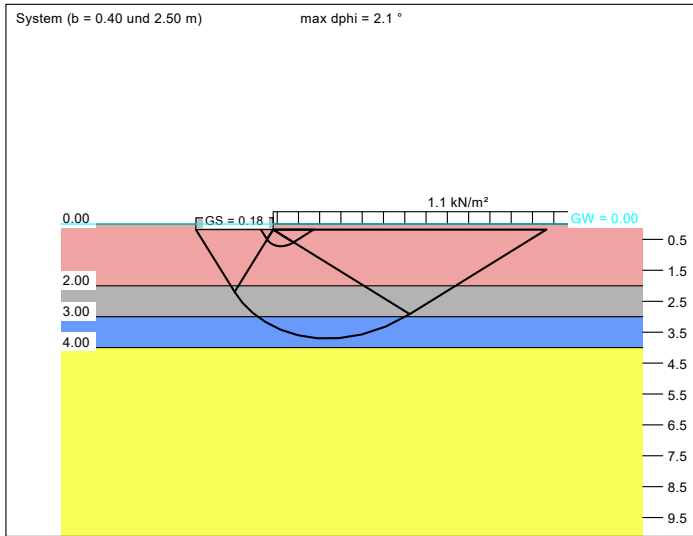 System (b = 0.40 und 2.50 m)
max dphi = 2.1 °
1.1 kN/m²
0.00
GS = 0.18
GW = 0.00
0.5
1.5
2.00
2.5
3.00
3.5
4.00
4.5
5.5
6.5
7.5
8.5
9.5